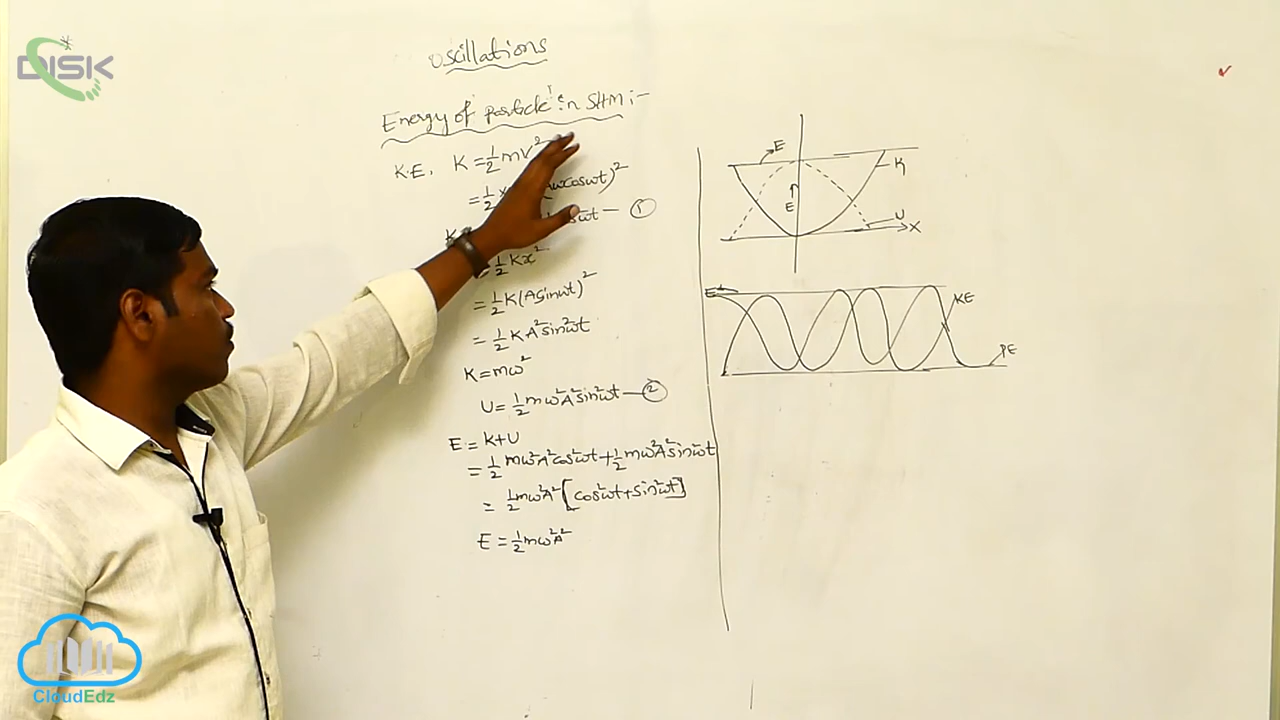 DISK
Oscillations
Energy of particle in SHM :-
K.E. K = ½mv²
= ½ (Aωcosωt)²
ωt — ①
= ½Kx²
= ½K(Asinωt)²
= ½KA²sin²ωt
K = mω²
U = ½mω²A²sin²ωt — ②
E = K+U
= ½mω²A²cos²ωt + ½mω²A²sin²ωt
= ½mω²A² [cos²ωt + sin²ωt]
E = ½mω²A²
E
K
E
U
X
E
KE
PE
CloudEdz